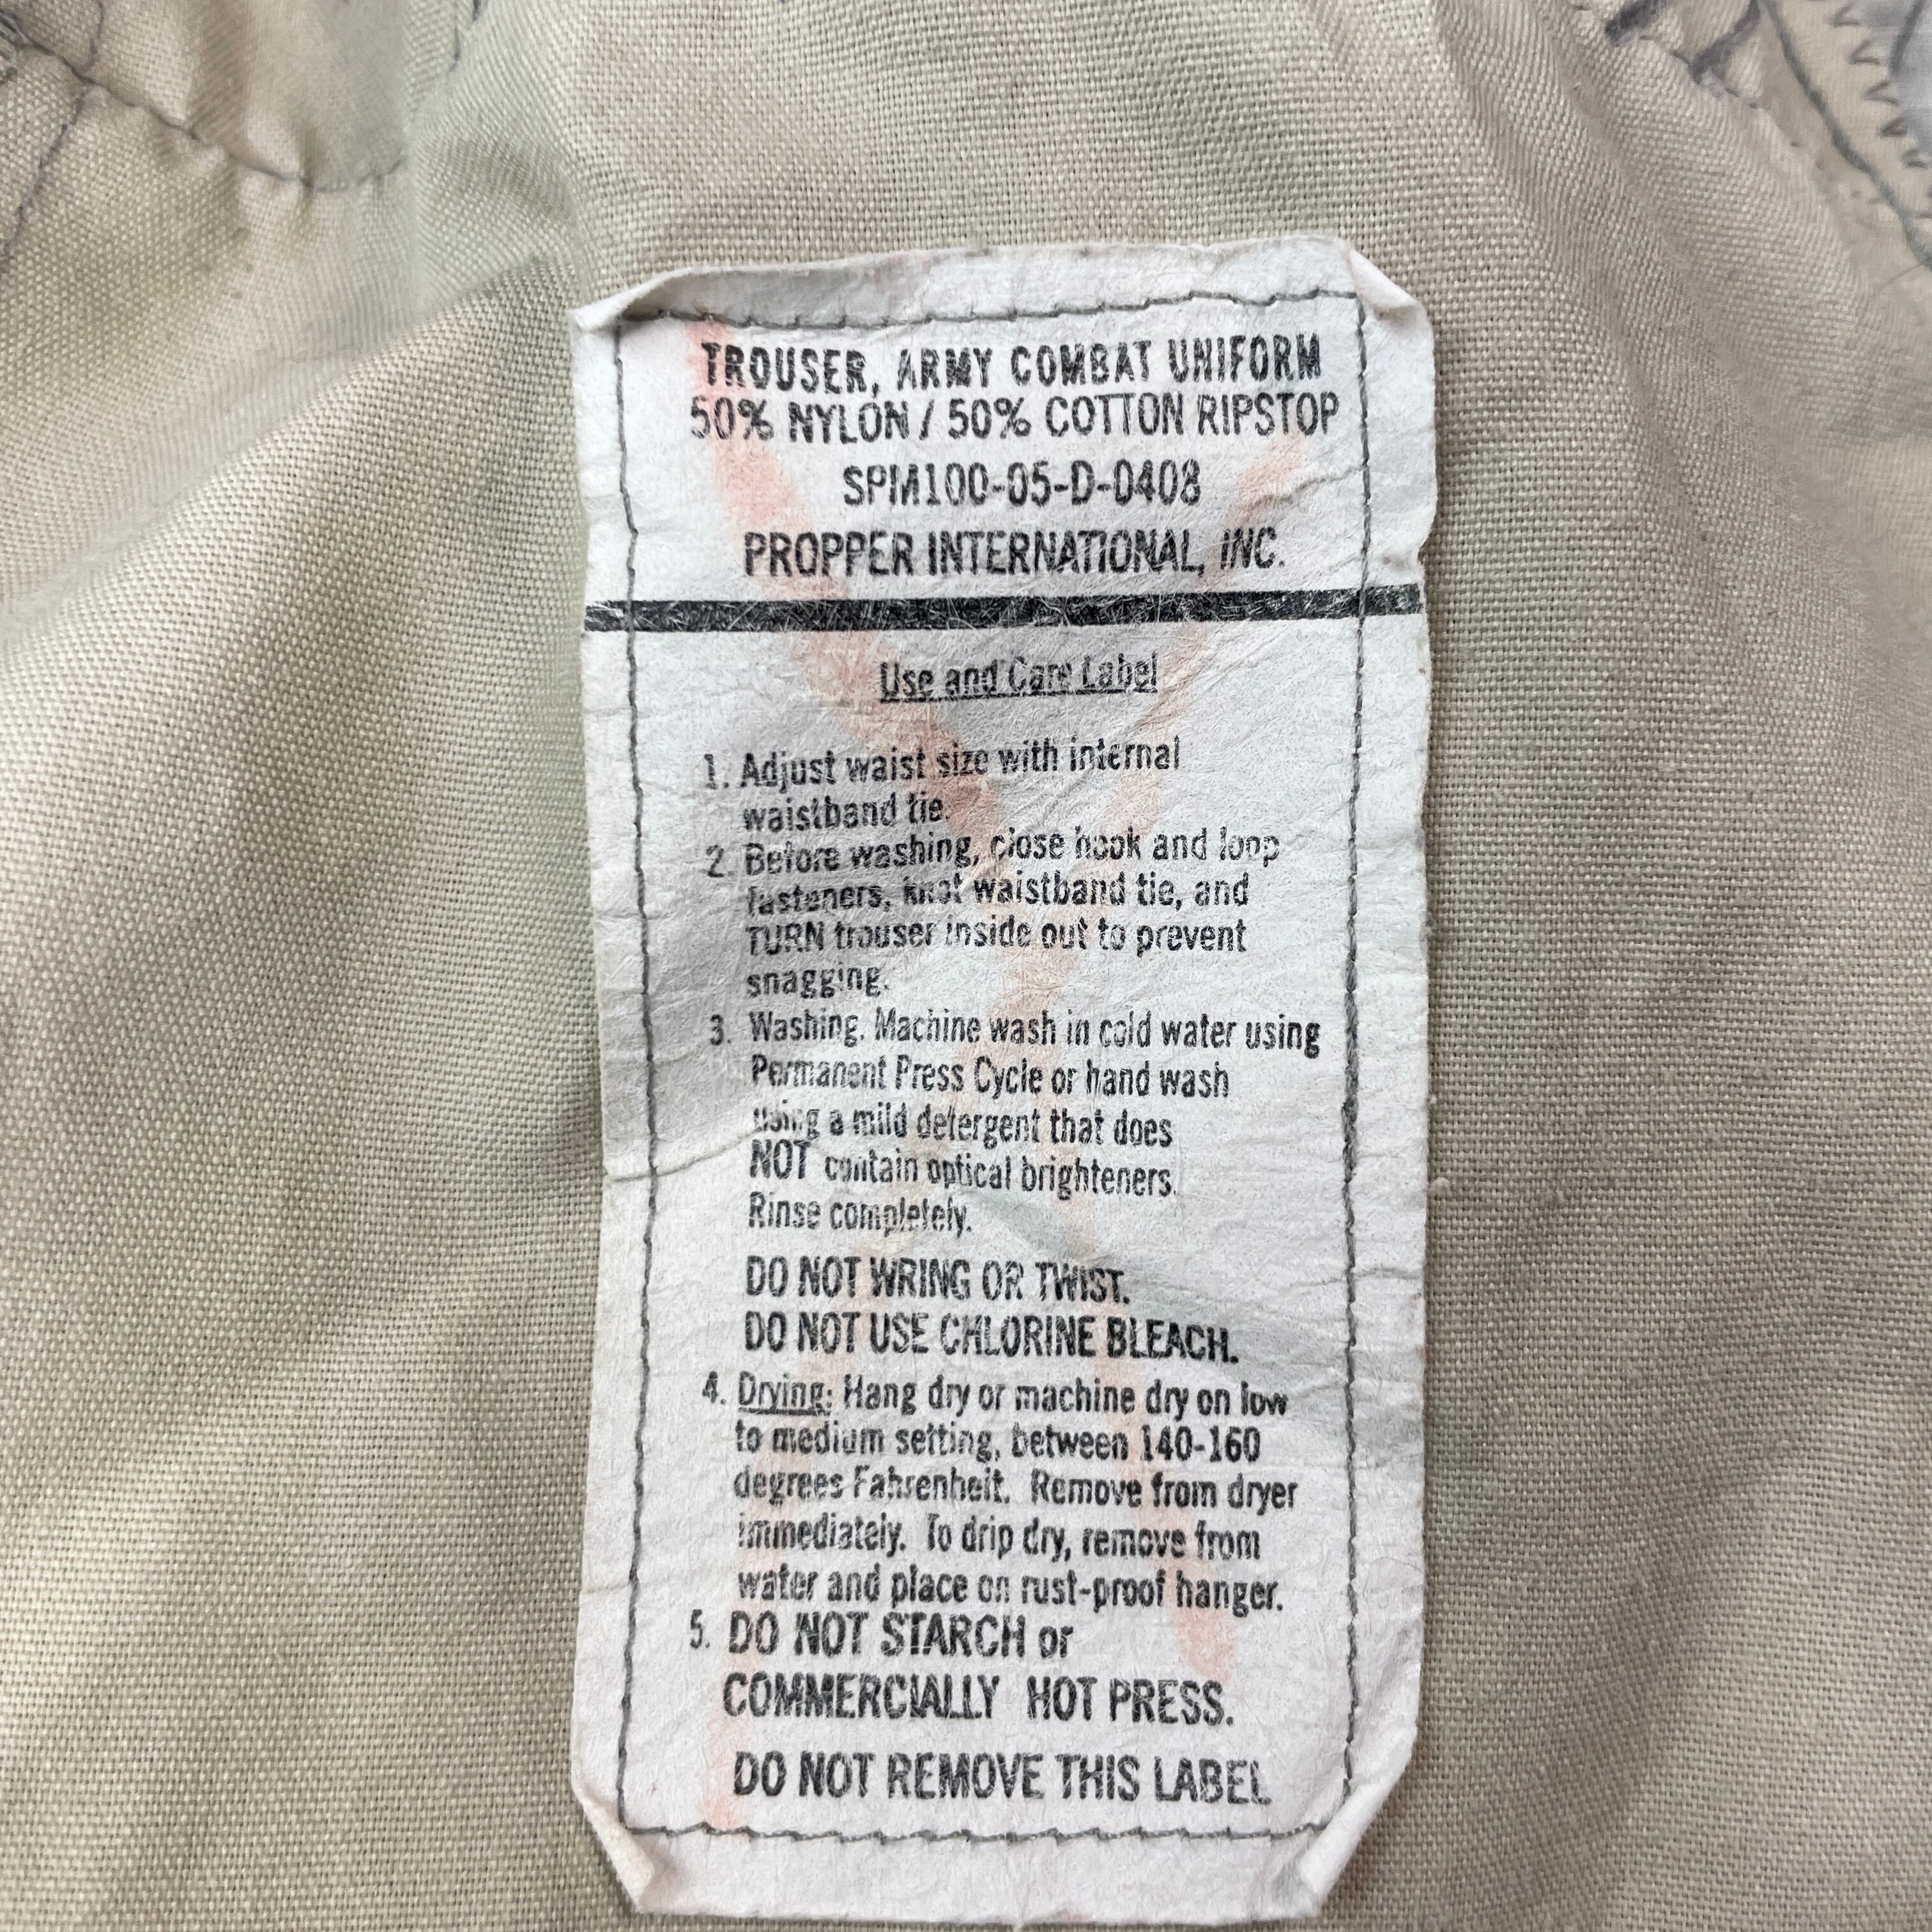 TROUSER, ARMY COMBAT UNIFORM
50% NYLON / 50% COTTON RIPSTOP
SPM100-05-D-0408
PROPPER INTERNATIONAL, INC.
Use and Care Label
1. Adjust waist size with internal
waistband tie.
2. Before washing, close hook and loop
fasteners, knot waistband tie, and
TURN trouser inside out to prevent
snagging.
3. Washing. Machine wash in cold water using
Permanent Press Cycle or hand wash
using a mild detergent that does
NOT contain optical brighteners.
Rinse completely.
DO NOT WRING OR TWIST.
DO NOT USE CHLORINE BLEACH.
4. Drying: Hang dry or machine dry on low
to medium setting, between 140-160
degrees Fahrenheit. Remove from dryer
immediately. To drip dry, remove from
water and place on rust-proof hanger.
5. DO NOT STARCH or
COMMERCIALLY HOT PRESS.
DO NOT REMOVE THIS LABEL